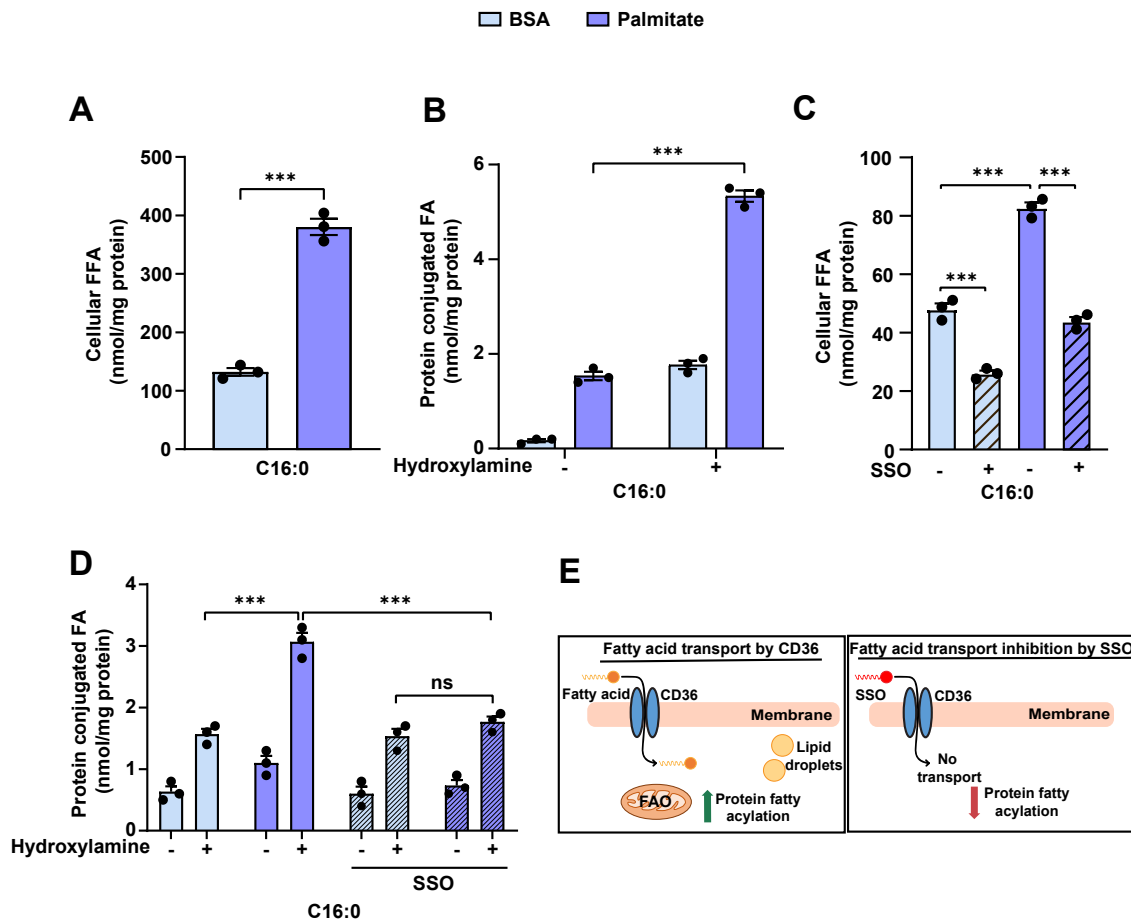 BSA Palmitate
A
Cellular FFA
(nmol/mg protein)
500
400
300
200
100
0
***
C16:0
B
Protein conjugated FA
(nmol/mg protein)
6
4
2
0
***
Hydroxylamine - +
C16:0
C
Cellular FFA
(nmol/mg protein)
100
80
60
40
20
0
*** ***
***
SSO - + - +
C16:0
D
Protein conjugated FA
(nmol/mg protein)
4
3
2
1
0
*** ***
ns
Hydroxylamine - + - + - + - +
SSO
C16:0
E
Fatty acid transport by CD36
Fatty acid CD36
Membrane
Lipid
droplets
FAO
Protein fatty
acylation
Fatty acid transport inhibition by SSO
SSO CD36
Membrane
No
transport
Protein fatty
acylation